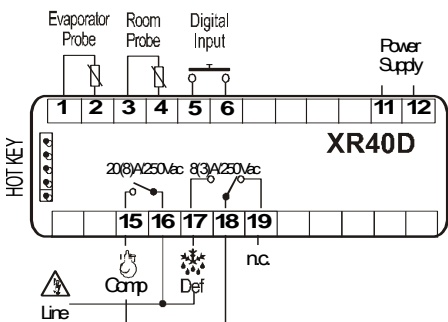 Evaporator Probe
Room Probe
Digital Input
Power Supply
1 2 3 4 5 6 11 12
XR40D
HOT KEY
20(8)A/250Vac 8(3)A/250Vac
15 16 17 18 19
Comp
Def
n.c.
Line